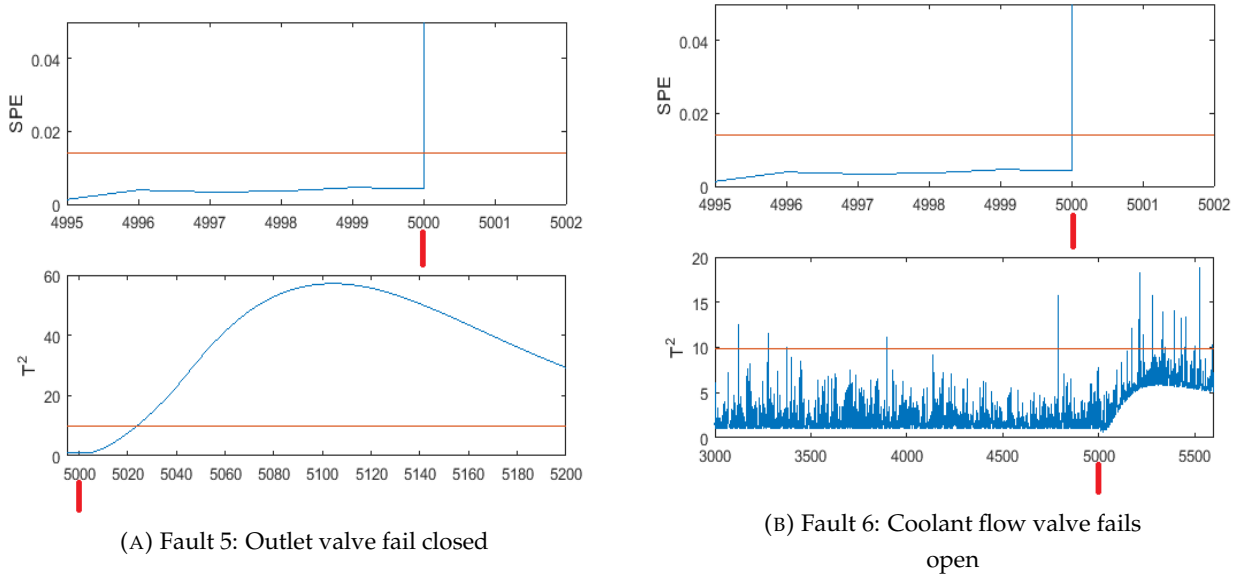 SPE
0.04
0.02
0
4995 4996 4997 4998 4999 5000 5001 5002
T²
60
40
20
0
5000 5020 5040 5060 5080 5100 5120 5140 5160 5180 5200
(A) Fault 5: Outlet valve fail closed
SPE
0.04
0.02
0
4995 4996 4997 4998 4999 5000 5001 5002
T²
20
15
10
5
0
3000 3500 4000 4500 5000 5500
(B) Fault 6: Coolant flow valve fails
open